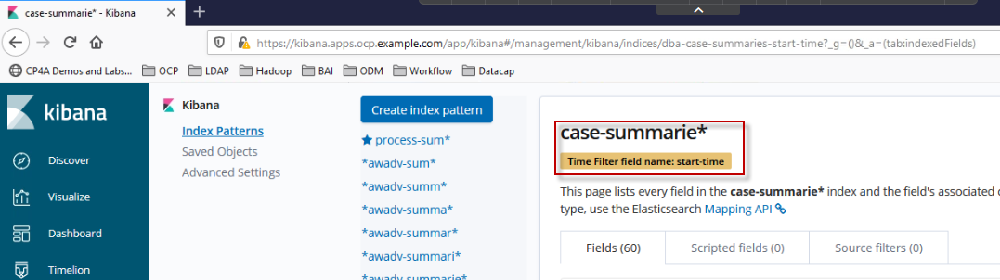 case-summarie* - Kibana
https://kibana.apps.ocp.example.com/app/kibana#/management/kibana/indices/dba-case-summaries-start-time?_g=()&_a=(tab:indexedFields)
CP4A Demos and Labs... OCP LDAP Hadoop BAI ODM Workflow Datacap
kibana
Discover
Visualize
Dashboard
Timelion
Kibana
Index Patterns
Saved Objects
Advanced Settings
Create index pattern
process-sum*
*awadv-sum*
*awadv-summ*
*awadv-summa*
*awadv-summar*
*awadv-summari*
*awadv-summarie*
case-summarie*
Time Filter field name: start-time
This page lists every field in the case-summarie* index and the field's associated
type, use the Elasticsearch Mapping API
Fields (60) Scripted fields (0) Source filters (0)